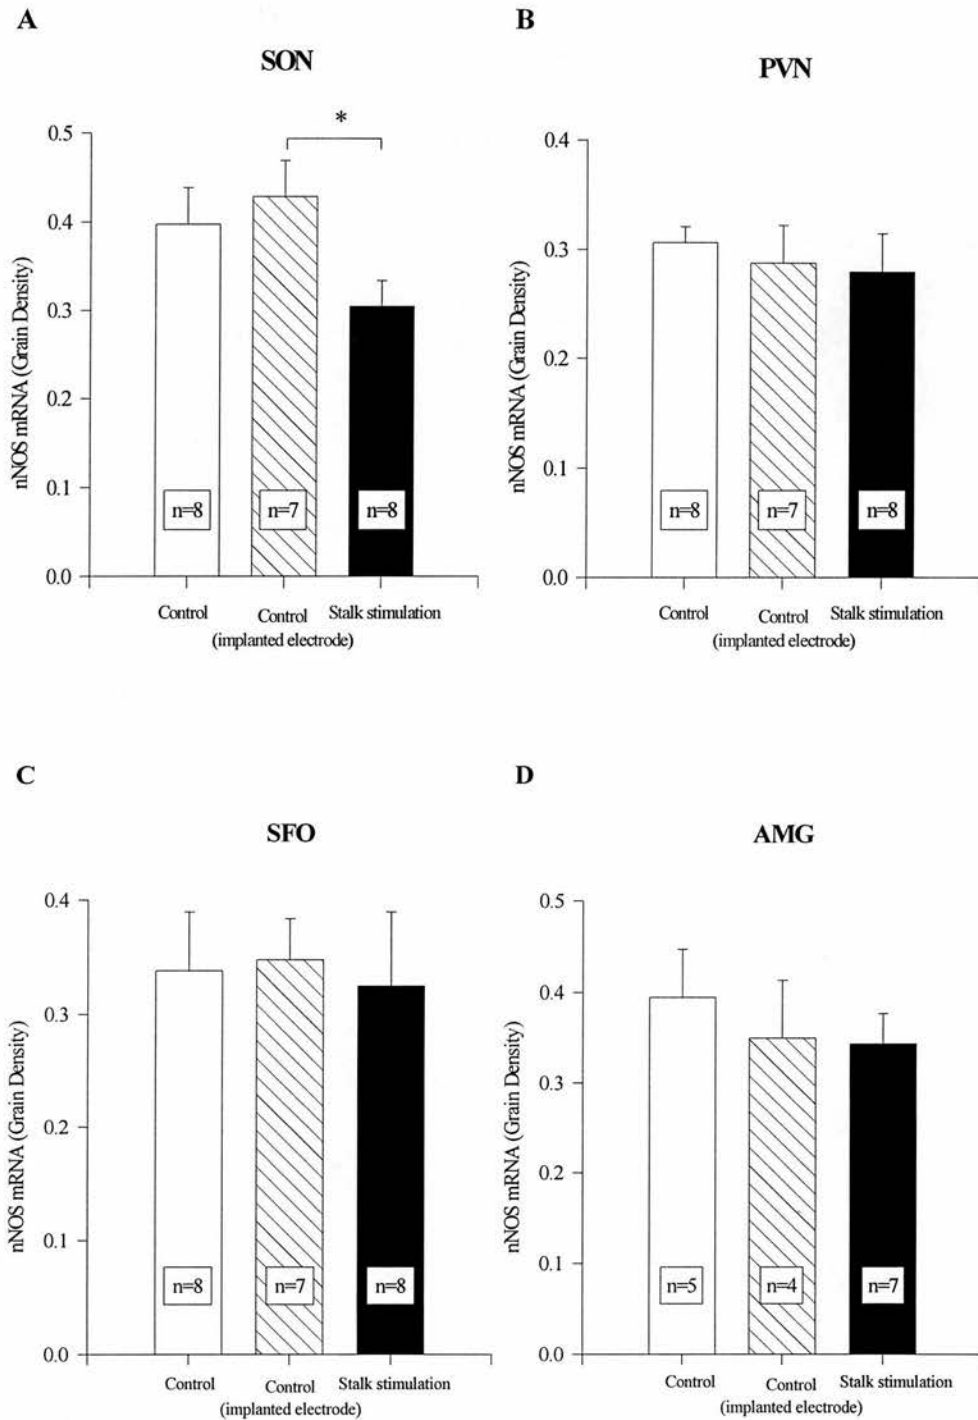 A
SON
*
0.5
0.4
0.3
0.2
0.1
0.0
nNOS mRNA (Grain Density)
n=8
n=7
n=8
Control
Control
Stalk stimulation
(implanted electrode)
B
PVN
0.4
0.3
0.2
0.1
0.0
nNOS mRNA (Grain Density)
n=8
n=7
n=8
Control
Control
Stalk stimulation
(implanted electrode)
C
SFO
0.4
0.3
0.2
0.1
0.0
nNOS mRNA (Grain Density)
n=8
n=7
n=8
Control
Control
Stalk stimulation
(implanted electrode)
D
AMG
0.5
0.4
0.3
0.2
0.1
0.0
nNOS mRNA (Grain Density)
n=5
n=4
n=7
Control
Control
Stalk stimulation
(implanted electrode)